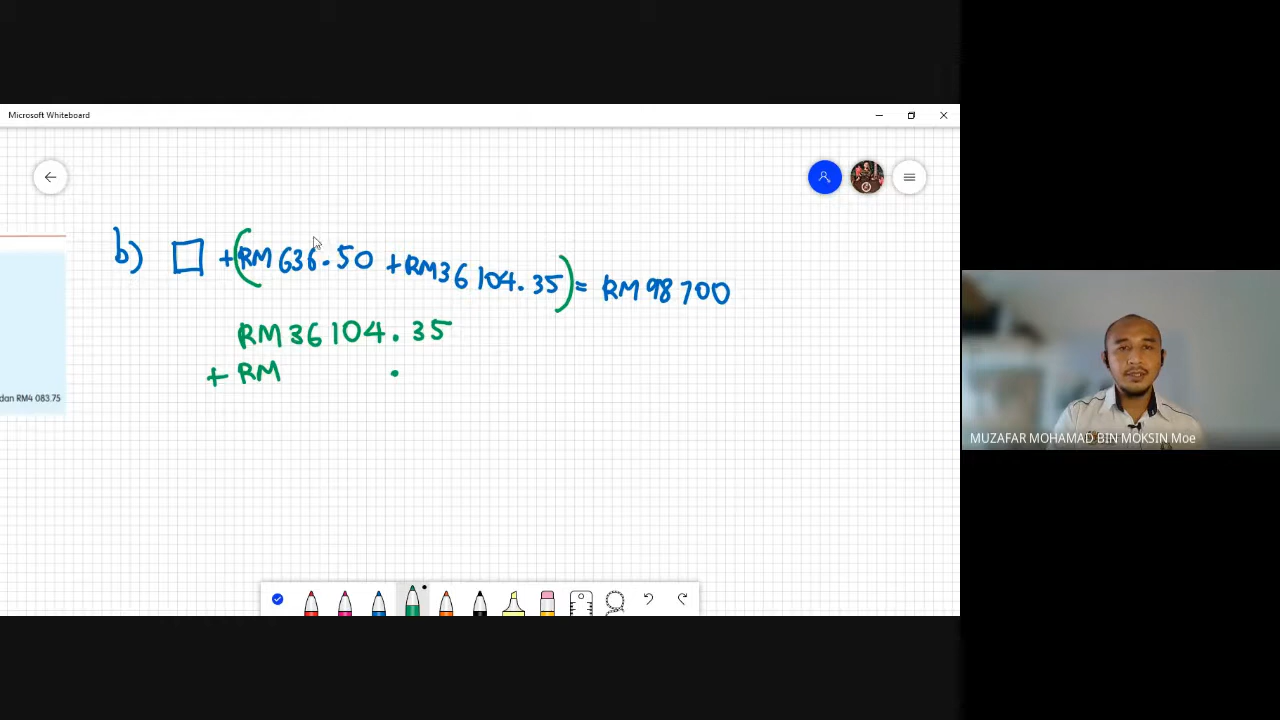 Microsoft Whiteboard
b) □ + (RM 636.50 + RM 36 104.35) = RM 98 700
RM 36 104.35
+ RM .
dan RM4 083.75
MUZAFAR MOHAMAD BIN MOKSIN Moe